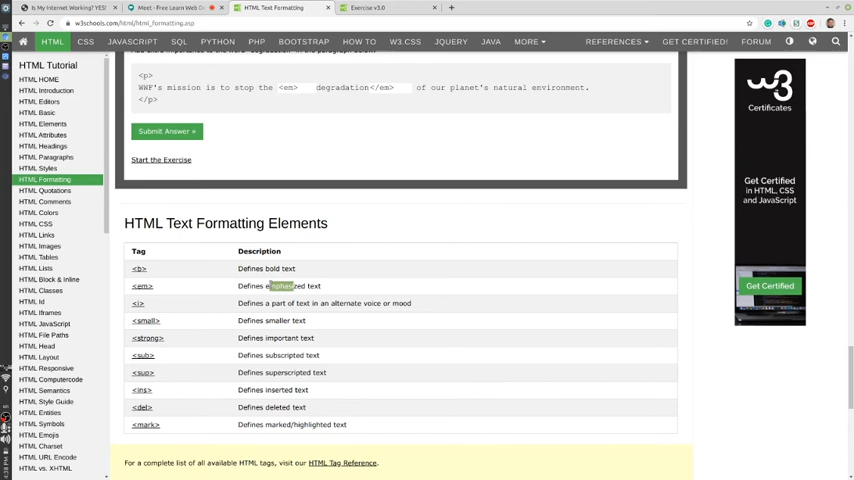 Is My Internet Working? YES!
Meet - Free Learn Web De
HTML Text Formatting
Exercise v3.0
w3schools.com/html/html_formatting.asp
HTML CSS JAVASCRIPT SQL PYTHON PHP BOOTSTRAP HOW TO W3.CSS JQUERY JAVA MORE REFERENCES GET CERTIFIED! FORUM
HTML Tutorial
HTML HOME
HTML Introduction
HTML Editors
HTML Basic
HTML Elements
HTML Attributes
HTML Headings
HTML Paragraphs
HTML Styles
HTML Formatting
HTML Quotations
HTML Comments
HTML Colors
HTML CSS
HTML Links
HTML Images
HTML Tables
HTML Lists
HTML Block & Inline
HTML Classes
HTML Id
HTML Iframes
HTML JavaScript
HTML File Paths
HTML Head
HTML Layout
HTML Responsive
HTML Computercode
HTML Semantics
HTML Style Guide
HTML Entities
HTML Symbols
HTML Emojis
HTML Charset
HTML URL Encode
HTML vs. XHTML
<p>
WWF's mission is to stop the <em> degradation</em> of our planet's natural environment.
</p>
Submit Answer »
Start the Exercise
HTML Text Formatting Elements
Tag Description
<b> Defines bold text
<em> Defines emphasized text
<i> Defines a part of text in an alternate voice or mood
<small> Defines smaller text
<strong> Defines important text
<sub> Defines subscripted text
<sup> Defines superscripted text
<ins> Defines inserted text
<del> Defines deleted text
<mark> Defines marked/highlighted text
For a complete list of all available HTML tags, visit our HTML Tag Reference.
w3
Certificates
Get Certified
in HTML, CSS
and JavaScript
Get Certified
4:38 PM